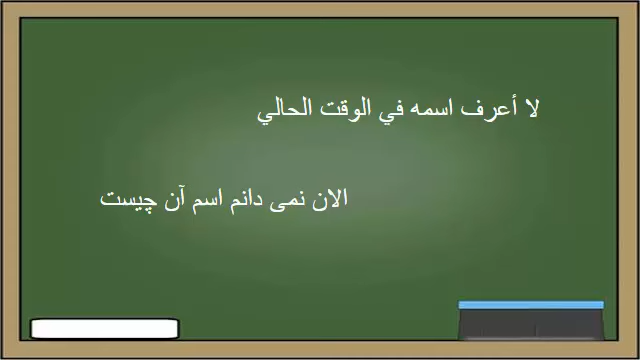 لا أعرف اسمه في الوقت الحالي
الان نمی دانم اسم آن چیست